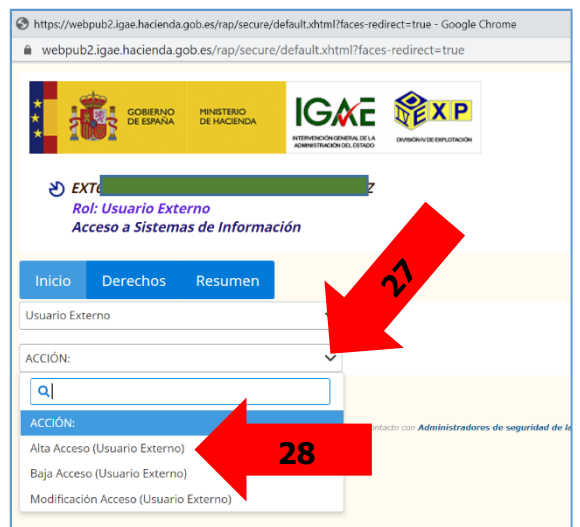 https://webpub2.igae.hacienda.gob.es/rap/secure/default.xhtml?faces-redirect=true - Google Chrome
webpub2.igae.hacienda.gob.es/rap/secure/default.xhtml?faces-redirect=true
GOBIERNO
DE ESPAÑA
MINISTERIO
DE HACIENDA
IGAE
INTERVENCIÓN GENERAL DE LA
ADMINISTRACIÓN DEL ESTADO
DEXP
DIVISIÓN IV DE EXPLOTACIÓN
EXT Z
Rol: Usuario Externo
Acceso a Sistemas de Información
27
Inicio Derechos Resumen
Usuario Externo
ACCIÓN:
ACCIÓN:
contacto con Administradores de seguridad de
Alta Acceso (Usuario Externo)
28
Baja Acceso (Usuario Externo)
Modificación Acceso (Usuario Externo)